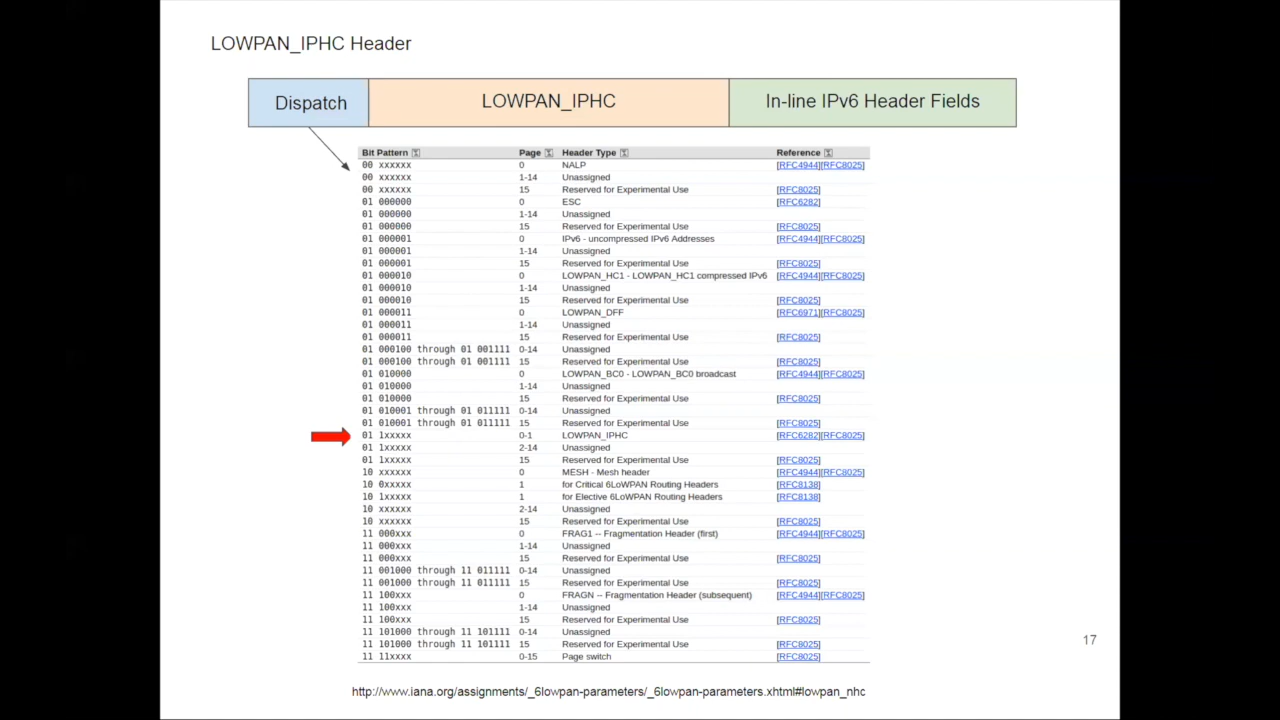 LOWPAN_IPHC Header
Dispatch LOWPAN_IPHC In-line IPv6 Header Fields
Bit Pattern Page Header Type Reference
00 xxxxxx 0 NALP [RFC4944][RFC8025]
00 xxxxxx 1-14 Unassigned
00 xxxxxx 15 Reserved for Experimental Use [RFC8025]
01 000000 0 ESC [RFC6282]
01 000000 1-14 Unassigned
01 000000 15 Reserved for Experimental Use [RFC8025]
01 000001 0 IPv6 - uncompressed IPv6 Addresses [RFC4944][RFC8025]
01 000001 1-14 Unassigned
01 000001 15 Reserved for Experimental Use [RFC8025]
01 000010 0 LOWPAN_HC1 - LOWPAN_HC1 compressed IPv6 [RFC4944][RFC8025]
01 000010 1-14 Unassigned
01 000010 15 Reserved for Experimental Use [RFC8025]
01 000011 0 LOWPAN_DFF [RFC6971][RFC8025]
01 000011 1-14 Unassigned
01 000011 15 Reserved for Experimental Use [RFC8025]
01 000100 through 01 001111 0-14 Unassigned
01 000100 through 01 001111 15 Reserved for Experimental Use [RFC8025]
01 010000 0 LOWPAN_BC0 - LOWPAN_BC0 broadcast [RFC4944][RFC8025]
01 010000 1-14 Unassigned
01 010000 15 Reserved for Experimental Use [RFC8025]
01 010001 through 01 011111 0-14 Unassigned
01 010001 through 01 011111 15 Reserved for Experimental Use [RFC8025]
01 1xxxxx 0-1 LOWPAN_IPHC [RFC6282][RFC8025]
01 1xxxxx 2-14 Unassigned
01 1xxxxx 15 Reserved for Experimental Use [RFC8025]
10 xxxxxx 0 MESH - Mesh header [RFC4944][RFC8025]
10 0xxxxx 1 for Critical 6LoWPAN Routing Headers [RFC8138]
10 1xxxxx 1 for Elective 6LoWPAN Routing Headers [RFC8138]
10 xxxxxx 2-14 Unassigned
10 xxxxxx 15 Reserved for Experimental Use [RFC8025]
11 000xxx 0 FRAG1 -- Fragmentation Header (first) [RFC4944][RFC8025]
11 000xxx 1-14 Unassigned
11 000xxx 15 Reserved for Experimental Use [RFC8025]
11 001000 through 11 011111 0-14 Unassigned
11 001000 through 11 011111 15 Reserved for Experimental Use [RFC8025]
11 100xxx 0 FRAGN -- Fragmentation Header (subsequent) [RFC4944][RFC8025]
11 100xxx 1-14 Unassigned
11 100xxx 15 Reserved for Experimental Use [RFC8025]
11 101000 through 11 101111 0-14 Unassigned
11 101000 through 11 101111 15 Reserved for Experimental Use [RFC8025]
11 11xxxx 0-15 Page switch [RFC8025]
17
http://www.iana.org/assignments/_6lowpan-parameters/_6lowpan-parameters.xhtml#lowpan_nhc